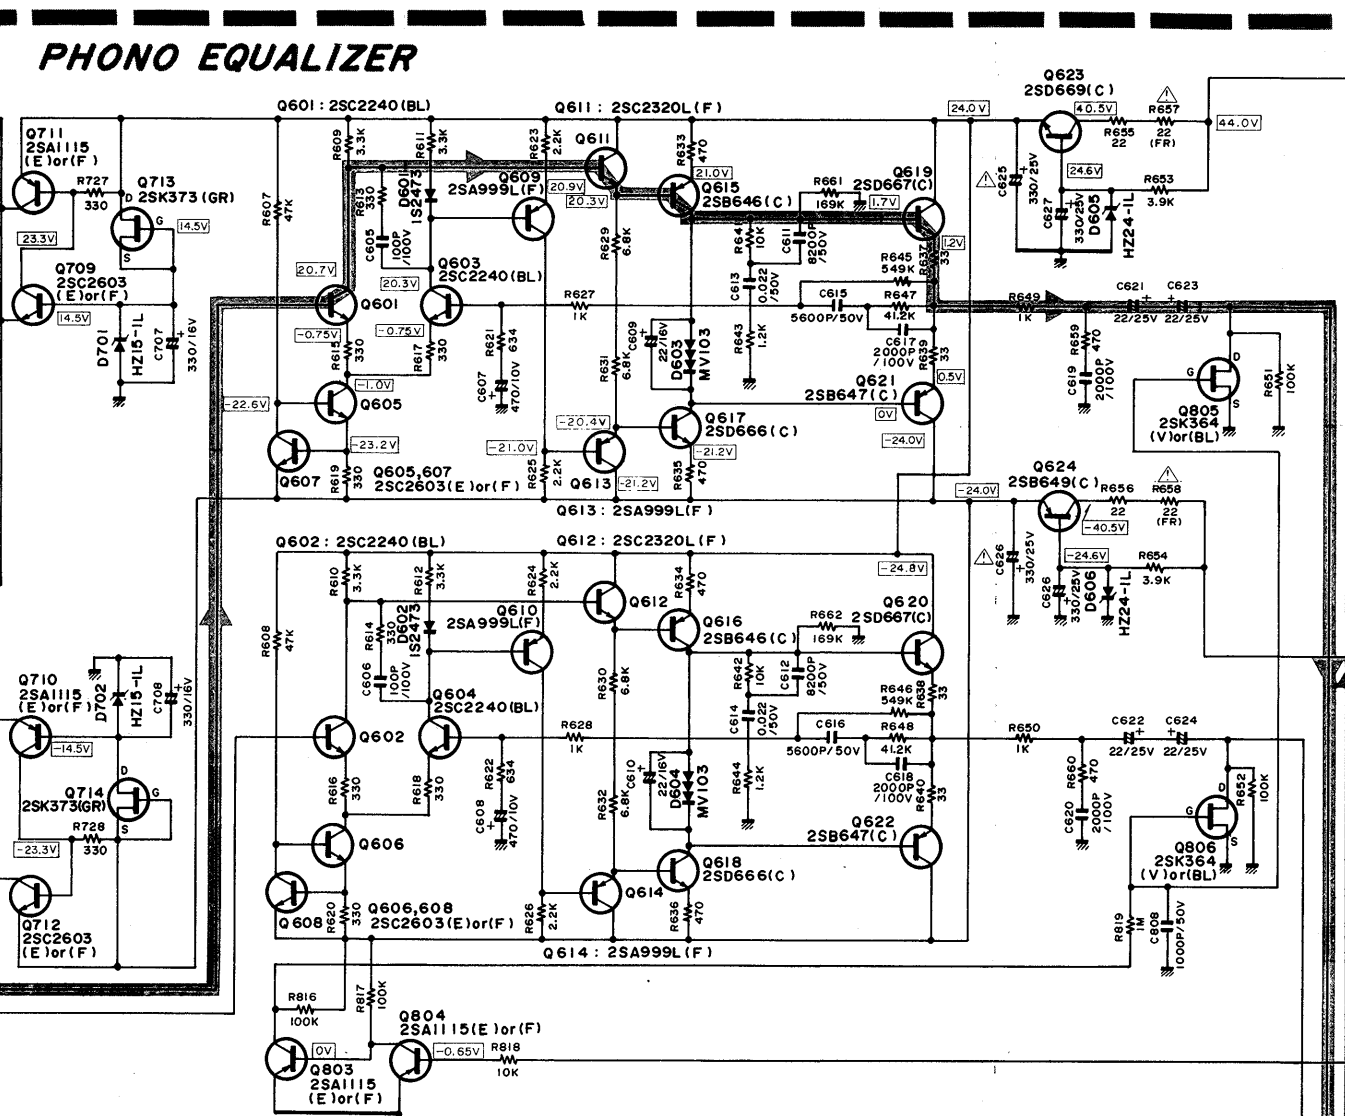 PHONO EQUALIZER
Q601 : 2SC2240 (BL)
Q611 : 2SC2320L (F)
Q623
2SD669 (C)
24.0V
40.5V
R655
22
R657
22
(FR)
44.0V
Q711
2SA1115
(E)or(F)
R727
330
Q713
2SK373 (GR)
D
G
S
14.5V
23.3V
Q709
2SC2603
(E)or(F)
14.5V
D701
HZ15-1L
C707
330/16V
R607
47K
R609
3.3K
R611
3.3K
R613
330
D601
1S2473
C605
100P
/100V
Q609
2SA999L (F)
R623
2.2K
Q611
20.9V
20.3V
R633
470
21.0V
Q615
2SB646 (C)
R661
169K
Q619
2SD667(C)
1.7V
C625
330/25V
24.6V
C627
330/25V
D605
HZ24-1L
R653
3.9K
20.7V
Q601
Q603
2SC2240(BL)
20.3V
R629
6.8K
R641
10K
C611
8200P
/50V
1.2V
R637
33
R645
549K
C613
0.022
/50V
C615
5600P/50V
R647
41.2K
C617
2000P
/100V
R649
1K
C621
22/25V
C623
22/25V
R627
1K
-0.75V
-0.75V
R615
330
R617
330
R621
634
C607
470/10V
R631
6.8K
C609
22/16V
D603
MV103
R643
1.2K
R639
33
R659
470
C619
2000P
/100V
D
G
S
R651
100K
Q805
2SK364
(V)or(BL)
-1.0V
Q605
-22.6V
-23.2V
Q607
R619
330
Q605,607
2SC2603(E)or(F)
-20.4V
-21.0V
R625
2.2K
Q613
-21.2V
Q617
2SD666 (C)
-21.2V
R635
470
Q621
2SB647 (C)
0.5V
0V
-24.0V
Q613 : 2SA999L(F)
-24.0V
Q624
2SB649(C)
R656
22
R658
22
(FR)
-40.5V
-24.6V
R654
3.9K
C626
330/25V
C626
330/25V
D606
HZ24-1L
Q602 : 2SC2240 (BL)
Q612 : 2SC2320L (F)
-24.8V
R608
47K
R610
3.3K
R612
3.3K
R614
330
D602
1S2473
C606
100P
/100V
Q610
2SA999L(F)
R624
2.2K
Q612
R634
470
Q616
2SB646(C)
R662
169K
Q620
2SD667(C)
Q710
2SA1115
(E)or(F)
D702
HZ15-1L
C708
330/16V
-14.5V
Q602
Q604
2SC2240(BL)
R628
1K
R630
6.8K
R642
10K
C612
8200P
/50V
C614
0.022
/50V
R638
33
R646
549K
C616
5600P/50V
R648
41.2K
C618
2000P
/100V
R650
1K
C622
22/25V
C624
22/25V
D
G
S
Q714
2SK373(GR)
R728
330
-23.3V
Q712
2SC2603
(E)or(F)
R616
330
R618
330
R622
634
C608
470/10V
R632
6.8K
C610
22/16V
D604
MV103
R644
1.2K
R640
33
R660
470
C620
2000P
/100V
D
G
S
R652
100K
Q806
2SK364
(V)or(BL)
Q606
Q608
R620
330
Q606,608
2SC2603(E)or(F)
R626
2.2K
Q614
Q618
2SD666(C)
R636
470
Q622
2SB647(C)
Q614 : 2SA999L(F)
R819
1M
C808
1000P/50V
R816
100K
R817
100K
Q804
2SA1115(E)or(F)
-0.65V
R818
10K
0V
Q803
2SA1115
(E)or(F)